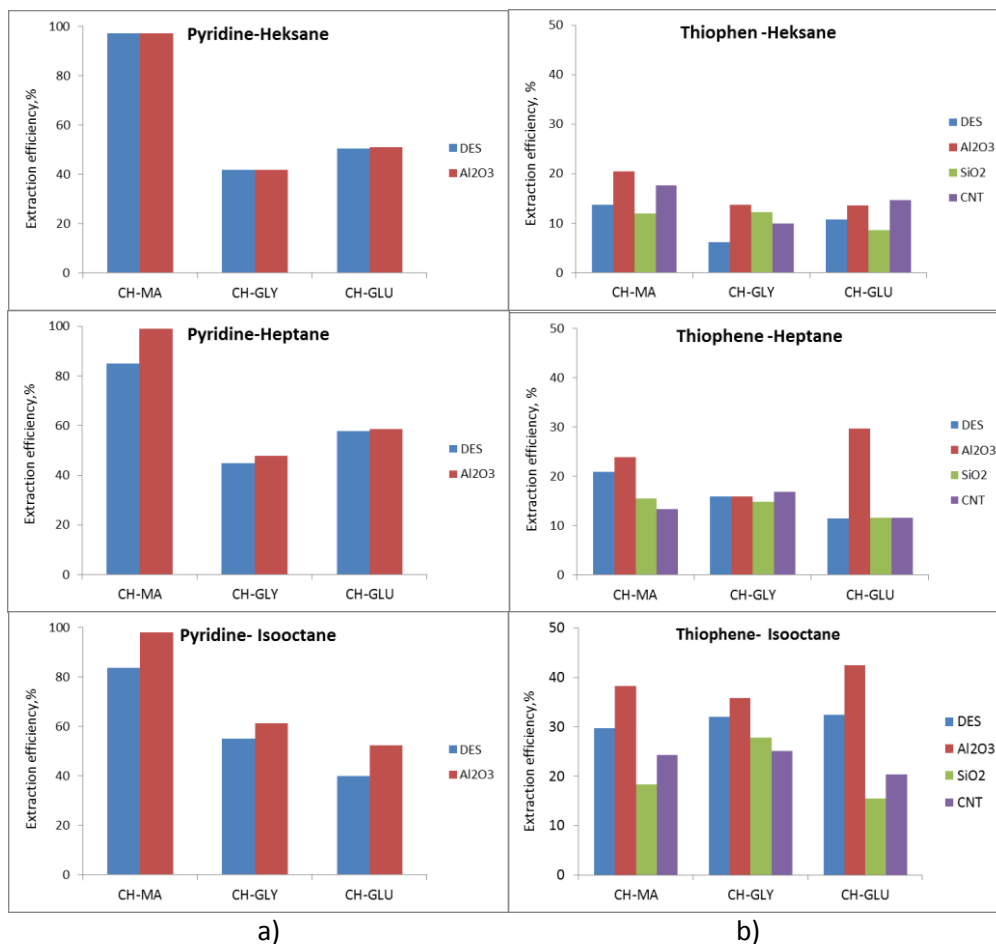 Pyridine-Heksane
Extraction efficiency,%
100
80
60
40
20
0
CH-MA CH-GLY CH-GLU
DES
Al2O3
Thiophen -Heksane
Extraction efficiency, %
50
40
30
20
10
0
CH-MA CH-GLY CH-GLU
DES
Al2O3
SiO2
CNT
Pyridine-Heptane
Extraction efficiency,%
100
80
60
40
20
0
CH-MA CH-GLY CH-GLU
DES
Al2O3
Thiophene -Heptane
Extraction efficiency, %
50
40
30
20
10
0
CH-MA CH-GLY CH-GLU
DES
Al2O3
SiO2
CNT
Pyridine- Isooctane
Extraction efficiency,%
100
80
60
40
20
0
CH-MA CH-GLY CH-GLU
DES
Al2O3
Thiophene- Isooctane
Extraction efficiency,%
50
40
30
20
10
0
CH-MA CH-GLY CH-GLU
DES
Al2O3
SiO2
CNT
a) b)